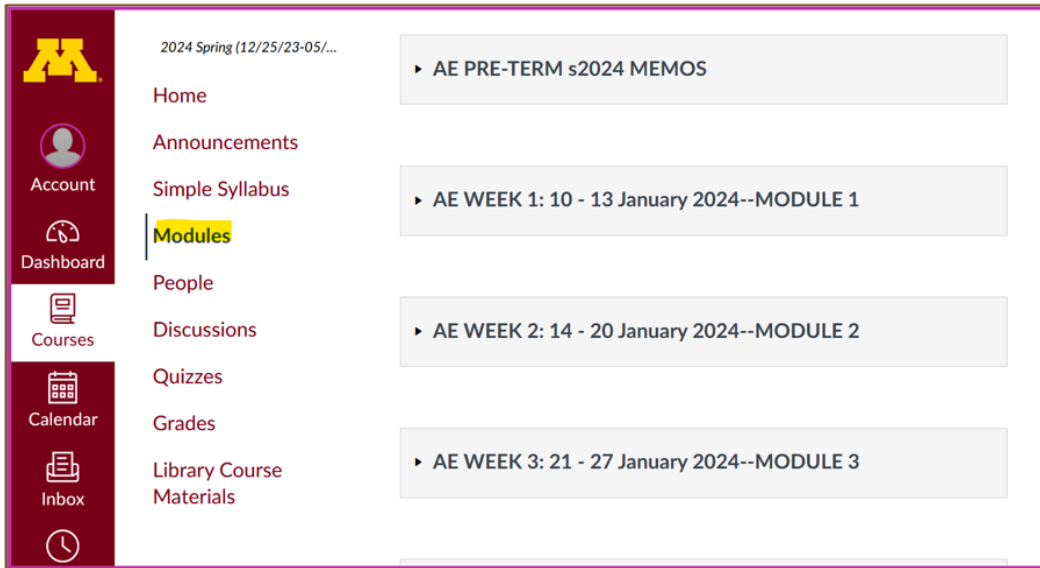 Account
Dashboard
Courses
Calendar
Inbox
2024 Spring (12/25/23-05/...
Home
Announcements
Simple Syllabus
Modules
People
Discussions
Quizzes
Grades
Library Course
Materials
AE PRE-TERM s2024 MEMOS
AE WEEK 1: 10 - 13 January 2024--MODULE 1
AE WEEK 2: 14 - 20 January 2024--MODULE 2
AE WEEK 3: 21 - 27 January 2024--MODULE 3